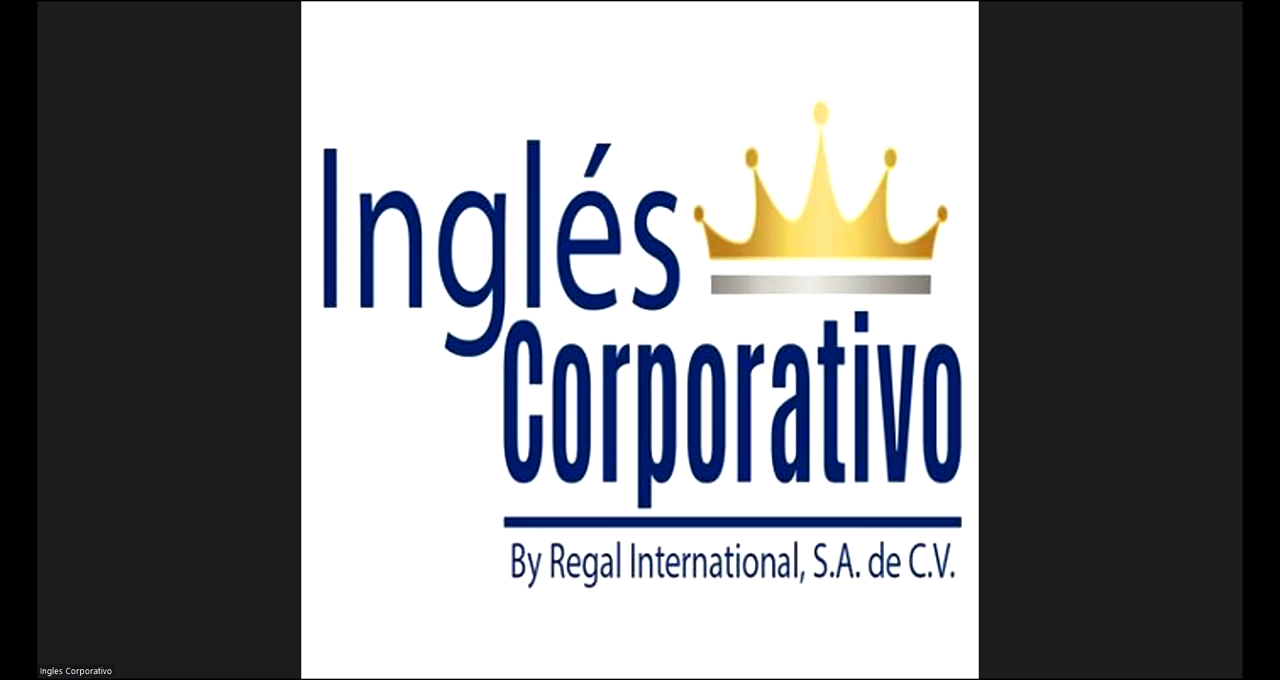 Inglés
Corporativo
By Regal International, S.A. de C.V.
Ingles Corporativo